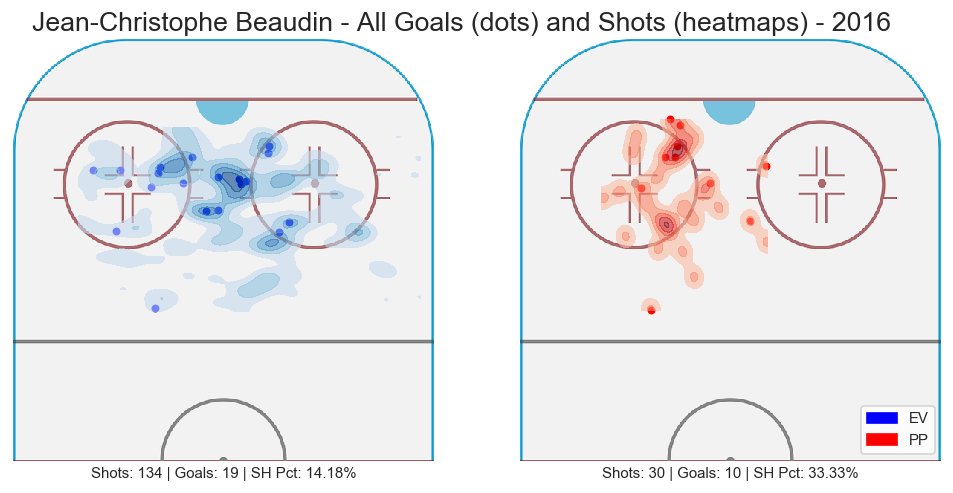 Jean-Christophe Beaudin - All Goals (dots) and Shots (heatmaps) - 2016
EV
PP
Shots: 134 | Goals: 19 | SH Pct: 14.18%
Shots: 30 | Goals: 10 | SH Pct: 33.33%